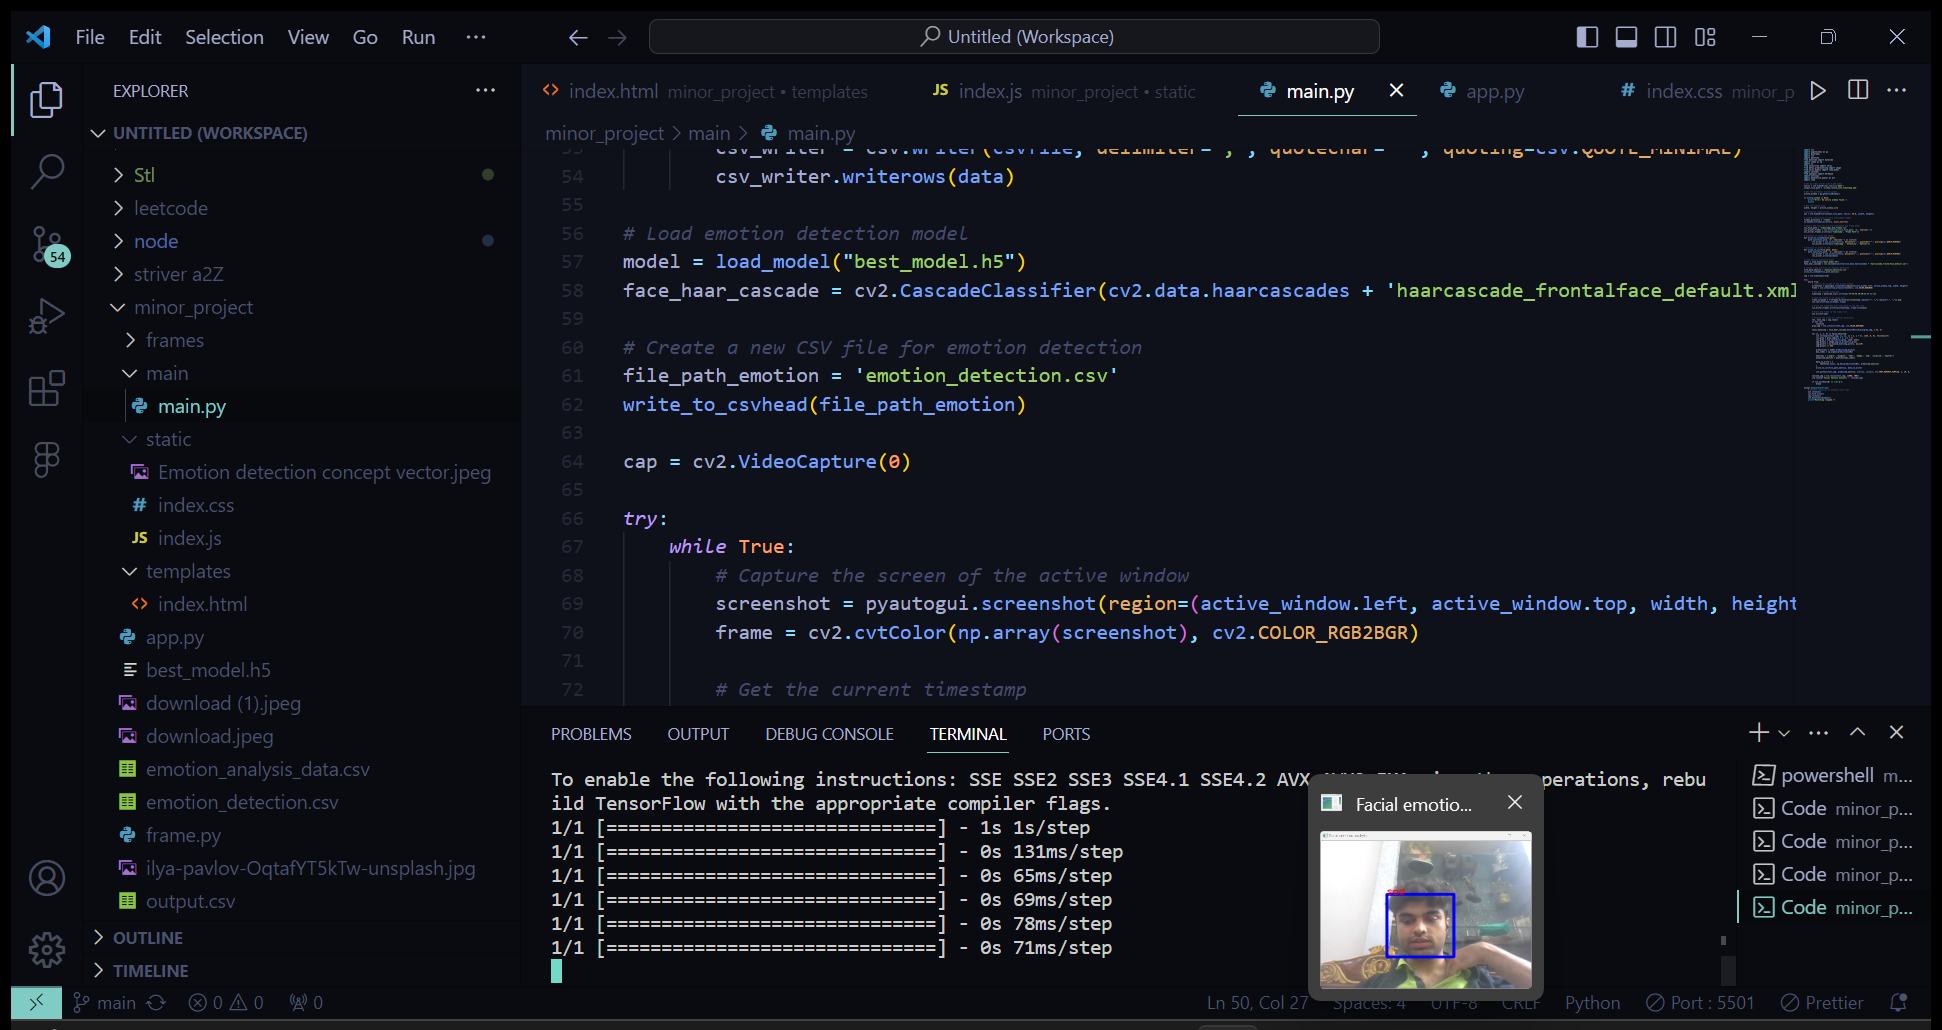 File Edit Selection View Go Run ···
Untitled (Workspace)
EXPLORER
UNTITLED (WORKSPACE)
Stl
leetcode
node
striver a2Z
minor_project
frames
main
main.py
static
Emotion detection concept vector.jpeg
# index.css
JS index.js
templates
<> index.html
app.py
best_model.h5
download (1).jpeg
download.jpeg
emotion_analysis_data.csv
emotion_detection.csv
frame.py
ilya-pavlov-OqtafYT5kTw-unsplash.jpg
output.csv
OUTLINE
TIMELINE
54
<> index.html minor_project • templates
JS index.js minor_project • static
main.py
app.py
# index.css minor_p
minor_project > main > main.py
53 csv_writer = csv.writer(csvfile, delimiter=',', quotechar= , quoting=csv.QUOTE_MINIMAL)
54 csv_writer.writerows(data)
55
56 # Load emotion detection model
57 model = load_model("best_model.h5")
58 face_haar_cascade = cv2.CascadeClassifier(cv2.data.haarcascades + 'haarcascade_frontalface_default.xml
59
60 # Create a new CSV file for emotion detection
61 file_path_emotion = 'emotion_detection.csv'
62 write_to_csvhead(file_path_emotion)
63
64 cap = cv2.VideoCapture(0)
65
66 try:
67 while True:
68 # Capture the screen of the active window
69 screenshot = pyautogui.screenshot(region=(active_window.left, active_window.top, width, height
70 frame = cv2.cvtColor(np.array(screenshot), cv2.COLOR_RGB2BGR)
71
72 # Get the current timestamp
PROBLEMS OUTPUT DEBUG CONSOLE TERMINAL PORTS
To enable the following instructions: SSE SSE2 SSE3 SSE4.1 SSE4.2 AVX operations, rebu
ild TensorFlow with the appropriate compiler flags.
1/1 [==============================] - 1s 1s/step
1/1 [==============================] - 0s 131ms/step
1/1 [==============================] - 0s 65ms/step
1/1 [==============================] - 0s 69ms/step
1/1 [==============================] - 0s 78ms/step
1/1 [==============================] - 0s 71ms/step
Facial emotio...
sad
powershell m...
Code minor_p...
Code minor_p...
Code minor_p...
Code minor_p...
main 0 0 0
Ln 50, Col 27 Spaces: 4 UTF-8 CRLF Python Port : 5501 Prettier